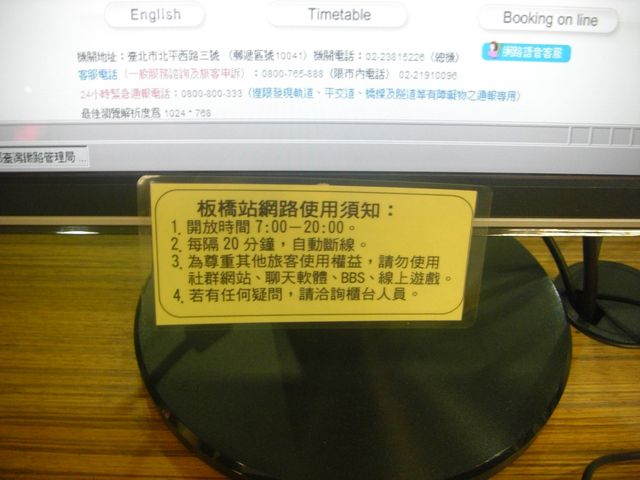 English
Timetable
Booking on line
機關地址：臺北市北平西路三號 (郵遞區號10041) 機關電話：02-23815226 (總機)
網路語音客服
客服電話 (一般服務諮詢及旅客申訴)：0800-765-888 (限市內電話) 02-21910096
24小時緊急通報電話：0800-800-333 (僅限發現軌道、平交道、橋樑及隧道等有障礙物之通報專用)
最佳瀏覽解析度為 1024 * 768
臺灣鐵路管理局 ...
板橋站網路使用須知：
1. 開放時間 7:00－20:00。
2. 每隔 20 分鐘，自動斷線。
3. 為尊重其他旅客使用權益，請勿使用
社群網站、聊天軟體、BBS、線上遊戲。
4. 若有任何疑問，請洽詢櫃台人員。